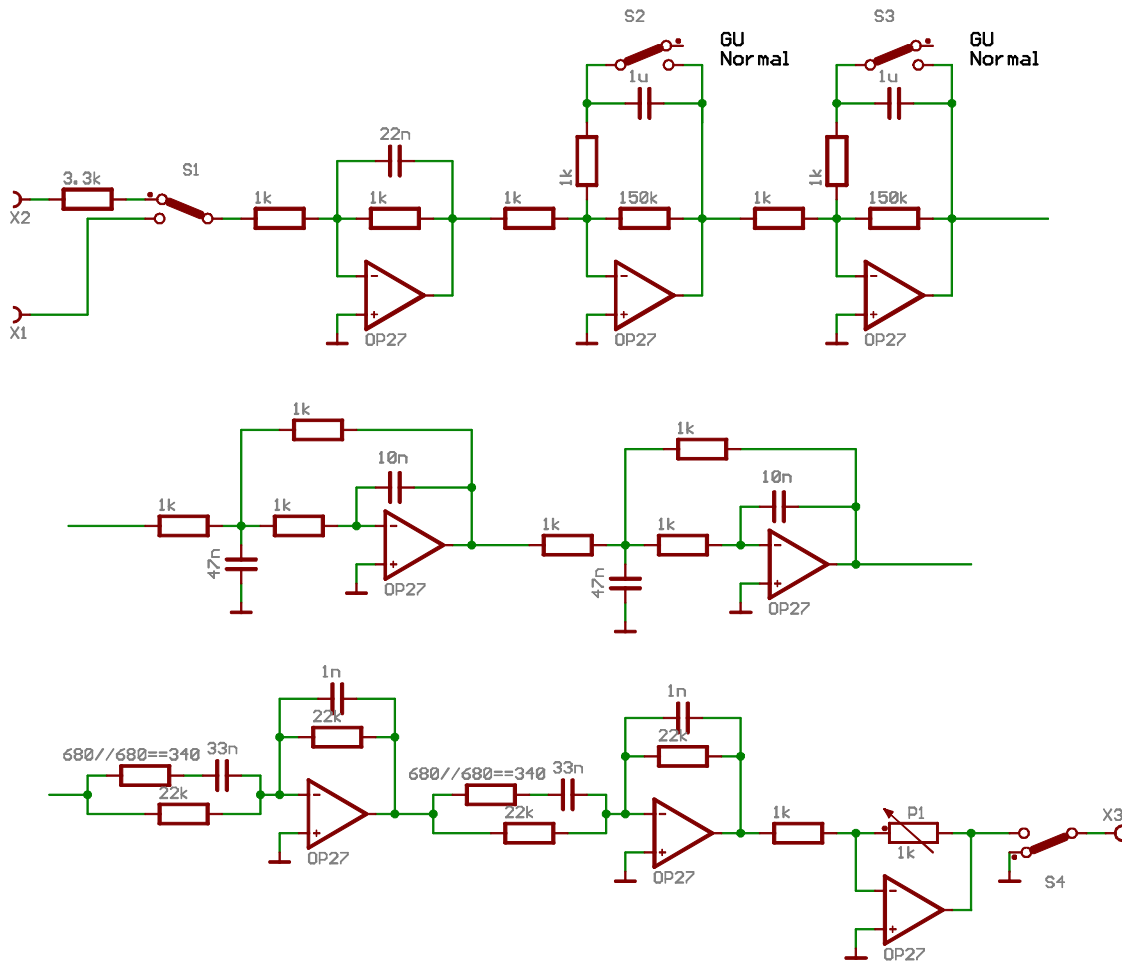 S2
S3
GU
Normal
GU
Normal
1u
1u
22n
S1
3.3k
1k
1k
X2
1k
1k
1k
150k
1k
150k
X1
OP27
OP27
OP27
1k
1k
10n
10n
1k
1k
1k
1k
47n
OP27
47n
OP27
1n
1n
22k
22k
680//680==340
33n
680//680==340
33n
22k
22k
1k
P1
X3
1k
OP27
OP27
S4
OP27